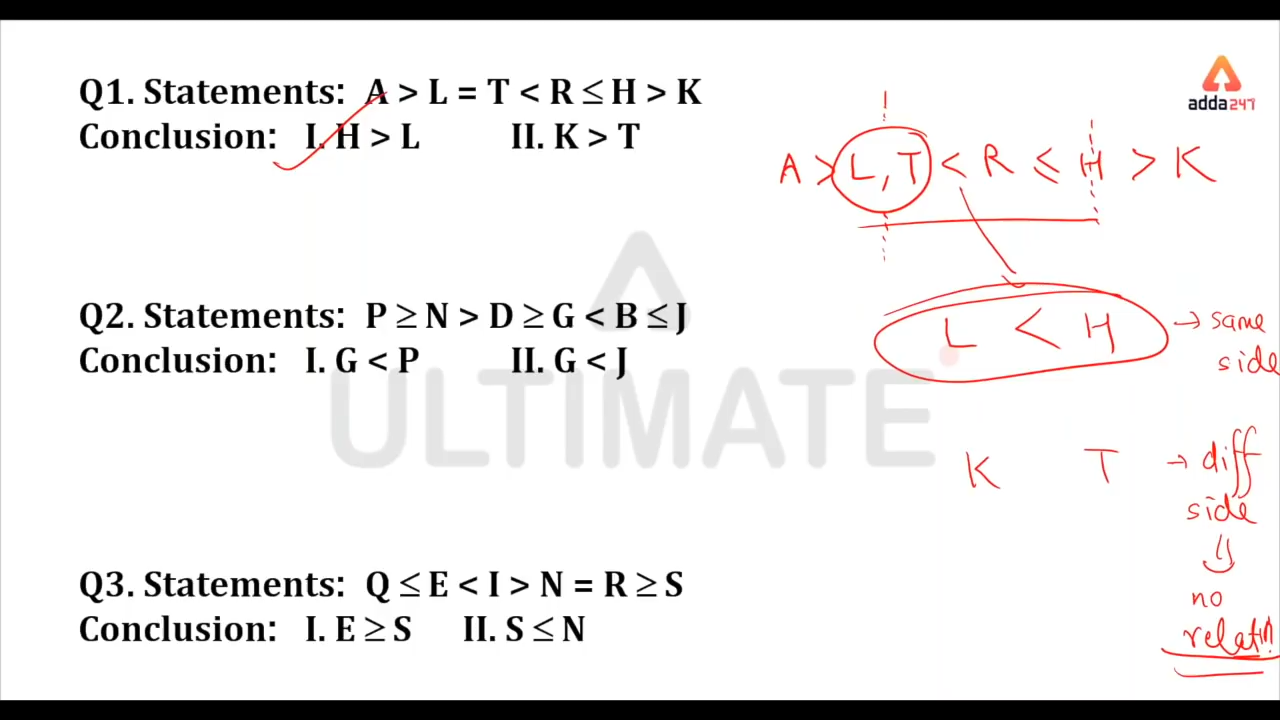 Q1. Statements: A > L = T < R ≤ H > K
Conclusion: I. H > L II. K > T
adda247
A > L, T < R ≤ H > K
Q2. Statements: P ≥ N > D ≥ G < B ≤ J
Conclusion: I. G < P II. G < J
L < H → same
side
ULTIMATE
K T → diff
side
⇓
no
relatin
Q3. Statements: Q ≤ E < I > N = R ≥ S
Conclusion: I. E ≥ S II. S ≤ N